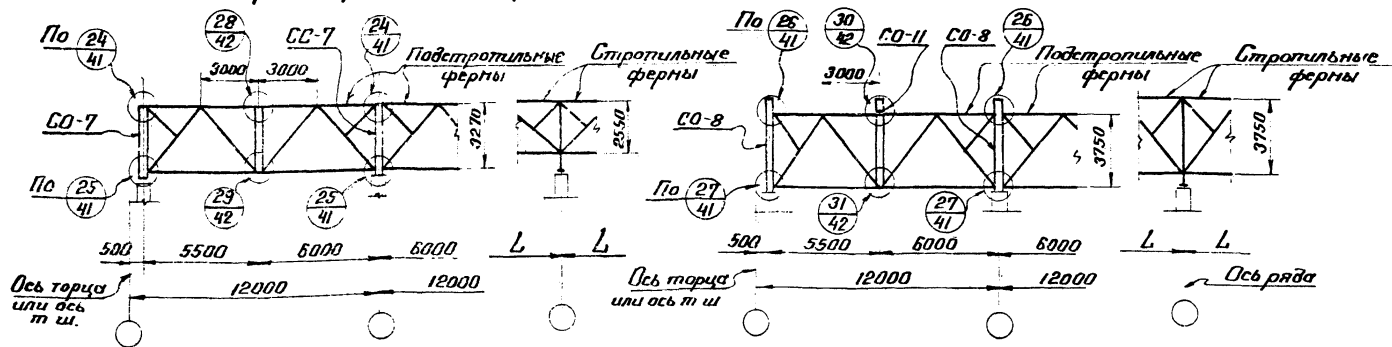 По 24/41
28/42
СС-7
24/41
Подстропильные фермы
Стропильные фермы
3000
3000
СО-7
3270
2550
По 25/41
29/42
25/41
500
5500
6000
6000
L
L
Ось торца
или ось
т ш.
12000
12000
По 26/41
30/42
СО-11
СО-8
26/41
Подстропильные фермы
Стропильные фермы
3000
СО-8
3750
3750
По 27/41
31/42
27/41
500
5500
6000
6000
L
L
Ось торца
или ось т ш
12000
12000
Ось ряда